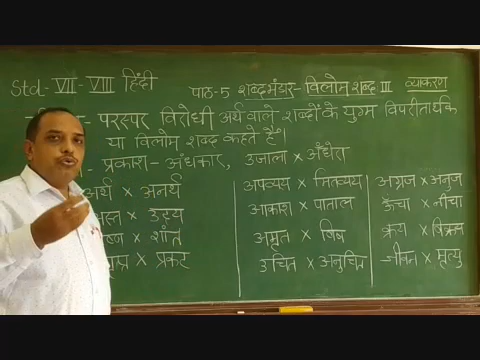 Std-VII-VIII हिंदी पाठ-5 शब्दभंडार-विलोम शब्द III व्याकरण
- परस्पर विरोधी अर्थ वाले शब्दों के युग्म विपरीतार्थक
या विलोम शब्द कहते हैं।
प्रकाश- अंधकार, उजाला × अँधेरा
अर्थ × अनर्थ अपव्यय × मितव्यय अग्रज × अनुज
× उदय आकाश × पाताल ऊँचा × नीचा
× शांत अमृत × विष क्रय × विक्रय
× प्रकट उचित × अनुचित जीवन × मृत्यु